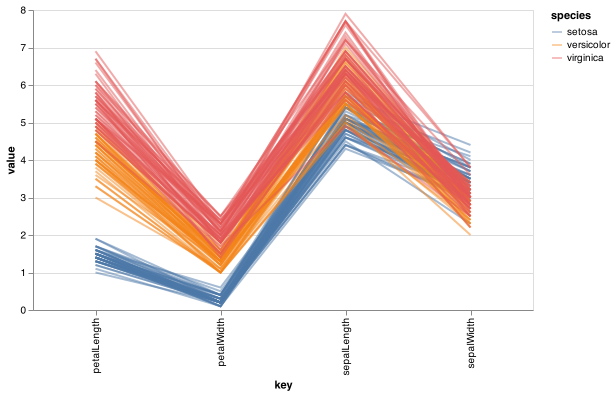 species
setosa
versicolor
virginica
value
8
7
6
5
4
3
2
1
0
petalLength
petalWidth
sepalLength
sepalWidth
key